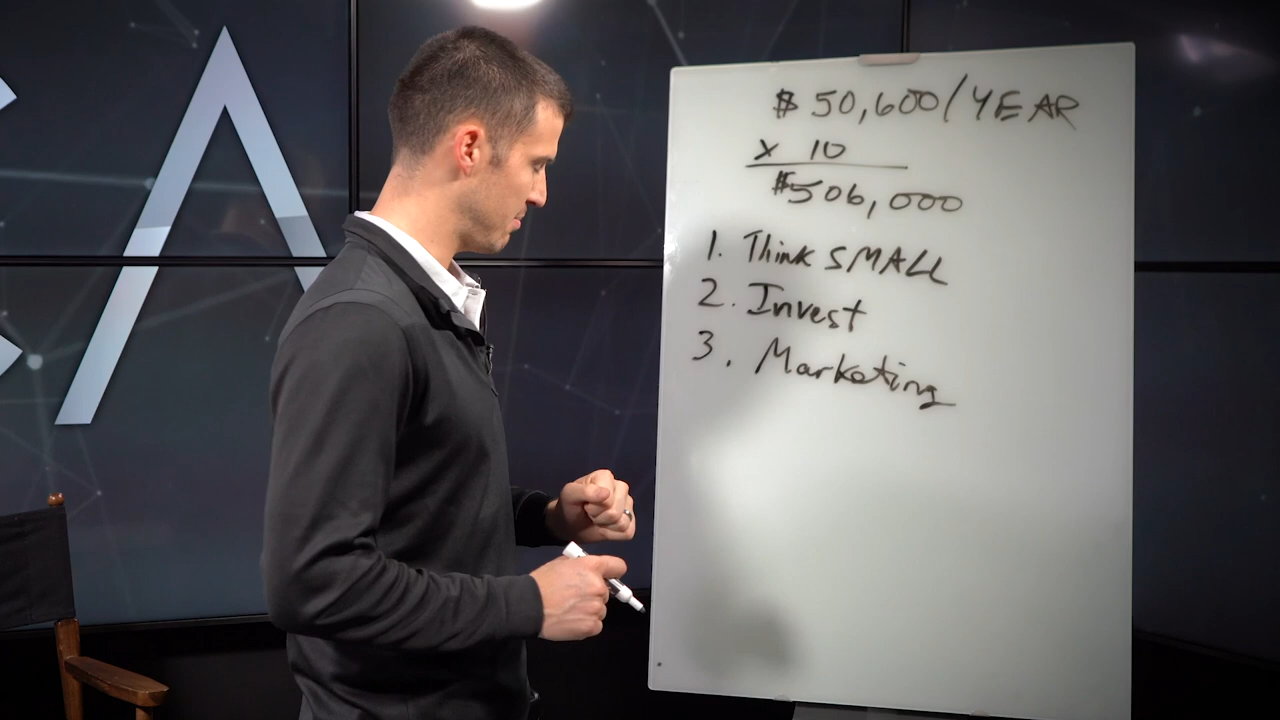 $50,600/YEAR
x 10
$506,000
1. Think SMALL
2. Invest
3. Marketing